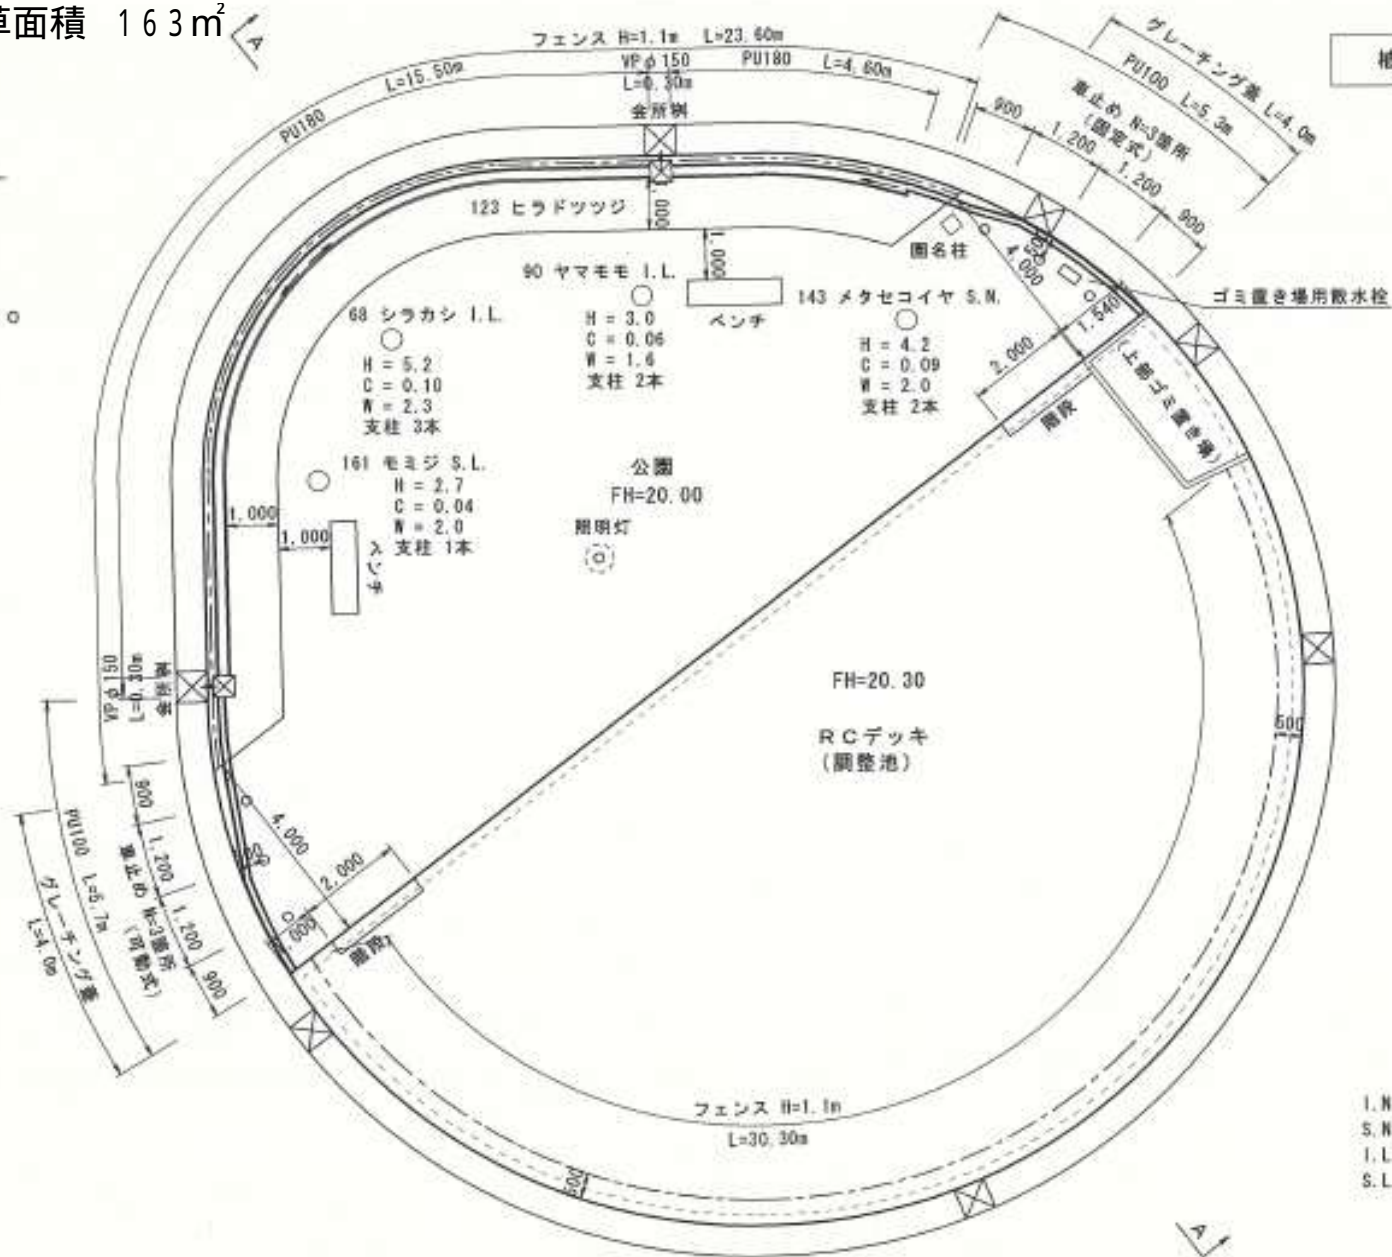 草面積 163㎡
A
フェンス H=1.1m L=23.60m
PU180
L=15.50m
VPφ150
L=0.30m
PU180
L=4.60m
会所桝
グレーチング蓋 L=4.0m
PU100 L=5.3m
車止め N=3箇所
(固定式)
900
1,200
1,200
900
植
123 ヒラドツツジ
園名柱
4,000
500
ゴミ置き場用散水栓
90 ヤマモモ I.L.
H = 3.0
C = 0.06
W = 1.6
支柱 2本
ベンチ
143 メタセコイヤ S.N.
H = 4.2
C = 0.09
W = 2.0
支柱 2本
1,540
2,000
階段
(上部ゴミ置き場)
68 シラカシ I.L.
H = 5.2
C = 0.10
W = 2.3
支柱 3本
161 モミジ S.L.
H = 2.7
C = 0.04
W = 2.0
支柱 1本
公園
FH=20.00
照明灯
1,000
1,000
ベンチ
FH=20.30
RCデッキ
(調整池)
500
VPφ150
L=0.30m
会所桝
900
1,200
1,200
900
車止め N=3箇所
(可動式)
PU100 L=5.7m
グレーチング蓋
L=4.0m
4,000
500
2,000
階段
フェンス H=1.1m
L=30.30m
500
I.N
S.N
I.L
S.L
A